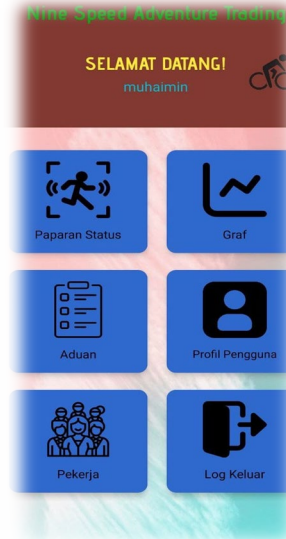 Nine Speed Adventure Trading
SELAMAT DATANG!
muhaimin
Paparan Status
Graf
Aduan
Profil Pengguna
Pekerja
Log Keluar